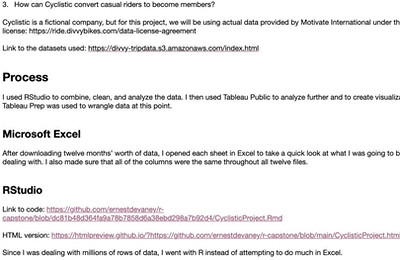 3. How can Cyclistic convert casual riders to become members?
Cyclistic is a fictional company, but for this project, we will be using actual data provided by Motivate International under th
license: https://ride.divvybikes.com/data-license-agreement
Link to the datasets used: https://divvy-tripdata.s3.amazonaws.com/index.html
Process
I used RStudio to combine, clean, and analyze the data. I then used Tableau Public to analyze further and to create visualiza
Tableau Prep was used to wrangle data at this point.
Microsoft Excel
After downloading twelve months' worth of data, I opened each sheet in Excel to take a quick look at what I was going to b
dealing with. I also made sure that all of the columns were the same throughout all twelve files.
RStudio
Link to code: https://github.com/ernestdevaney/r-
capstone/blob/dc81b48d364fa9a78b7858d6a38ebd298a7b92d4/CyclisticProject.Rmd
HTML version: https://htmlpreview.github.io/?https://github.com/ernestdevaney/r-capstone/blob/main/CyclisticProject.htm
Since I was dealing with millions of rows of data, I went with R instead of attempting to do much in Excel.